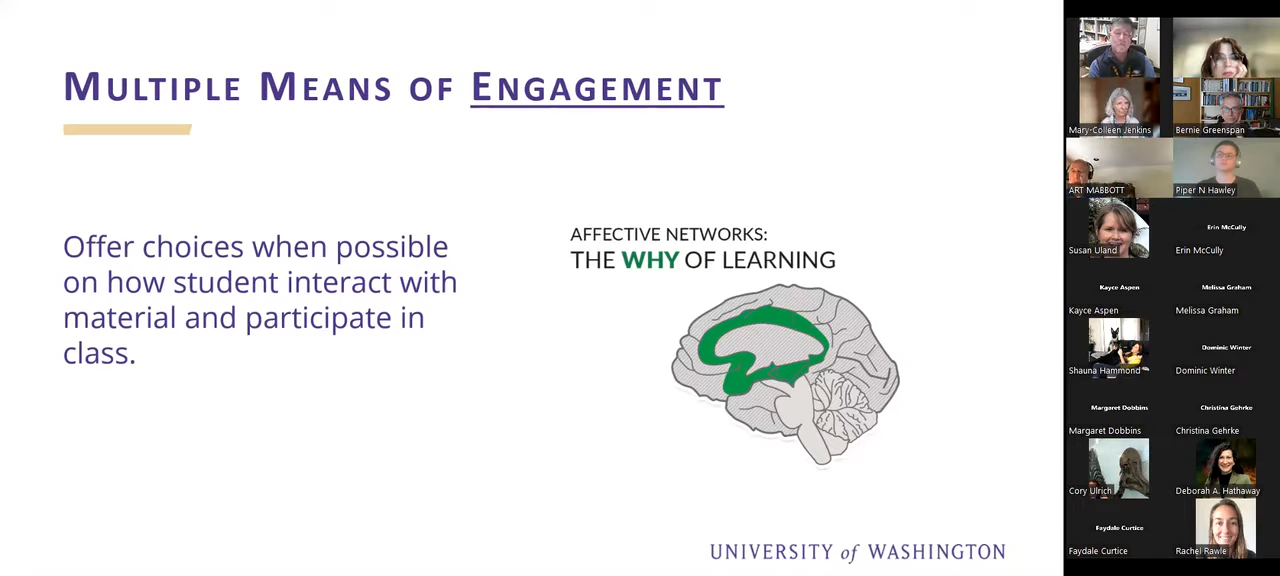 MULTIPLE MEANS OF ENGAGEMENT
Offer choices when possible
on how student interact with
material and participate in
class.
AFFECTIVE NETWORKS:
THE WHY OF LEARNING
UNIVERSITY of WASHINGTON
Mary-Colleen Jenkins
Bernie Greenspan
ART MABBOTT
Piper N Hawley
Susan Uland
Erin McCully
Erin McCully
Kayce Aspen
Kayce Aspen
Melissa Graham
Melissa Graham
Shauna Hammond
Dominic Winter
Dominic Winter
Margaret Dobbins
Margaret Dobbins
Christina Gehrke
Christina Gehrke
Cory Ulrich
Deborah A. Hathaway
Faydale Curtice
Faydale Curtice
Rachel Rawle